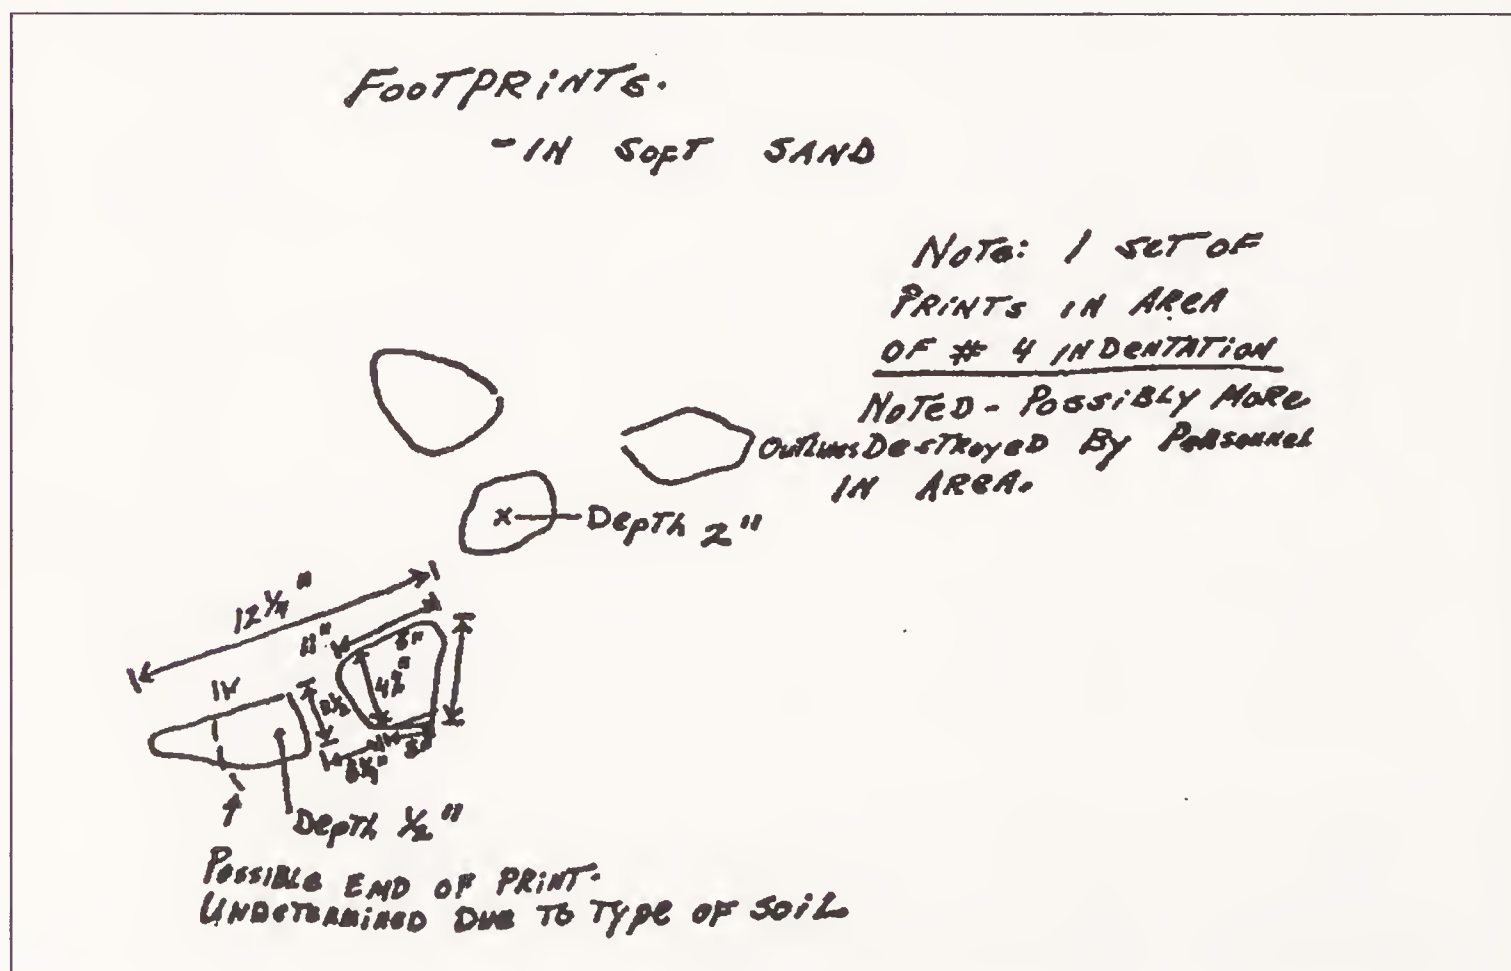 FOOTPRINTS.
- IN SOFT SAND
NOTE: 1 SET OF
PRINTS IN AREA
OF # 4 INDENTATION
NOTED - POSSIBLY MORE
OUTLINES DESTROYED BY PERSONNEL
IN AREA.
DEPTH 2"
12 1/4"
11"
5"
4 1/2"
DEPTH 1/2"
POSSIBLE END OF PRINT.
UNDETERMINED DUE TO TYPE OF SOIL